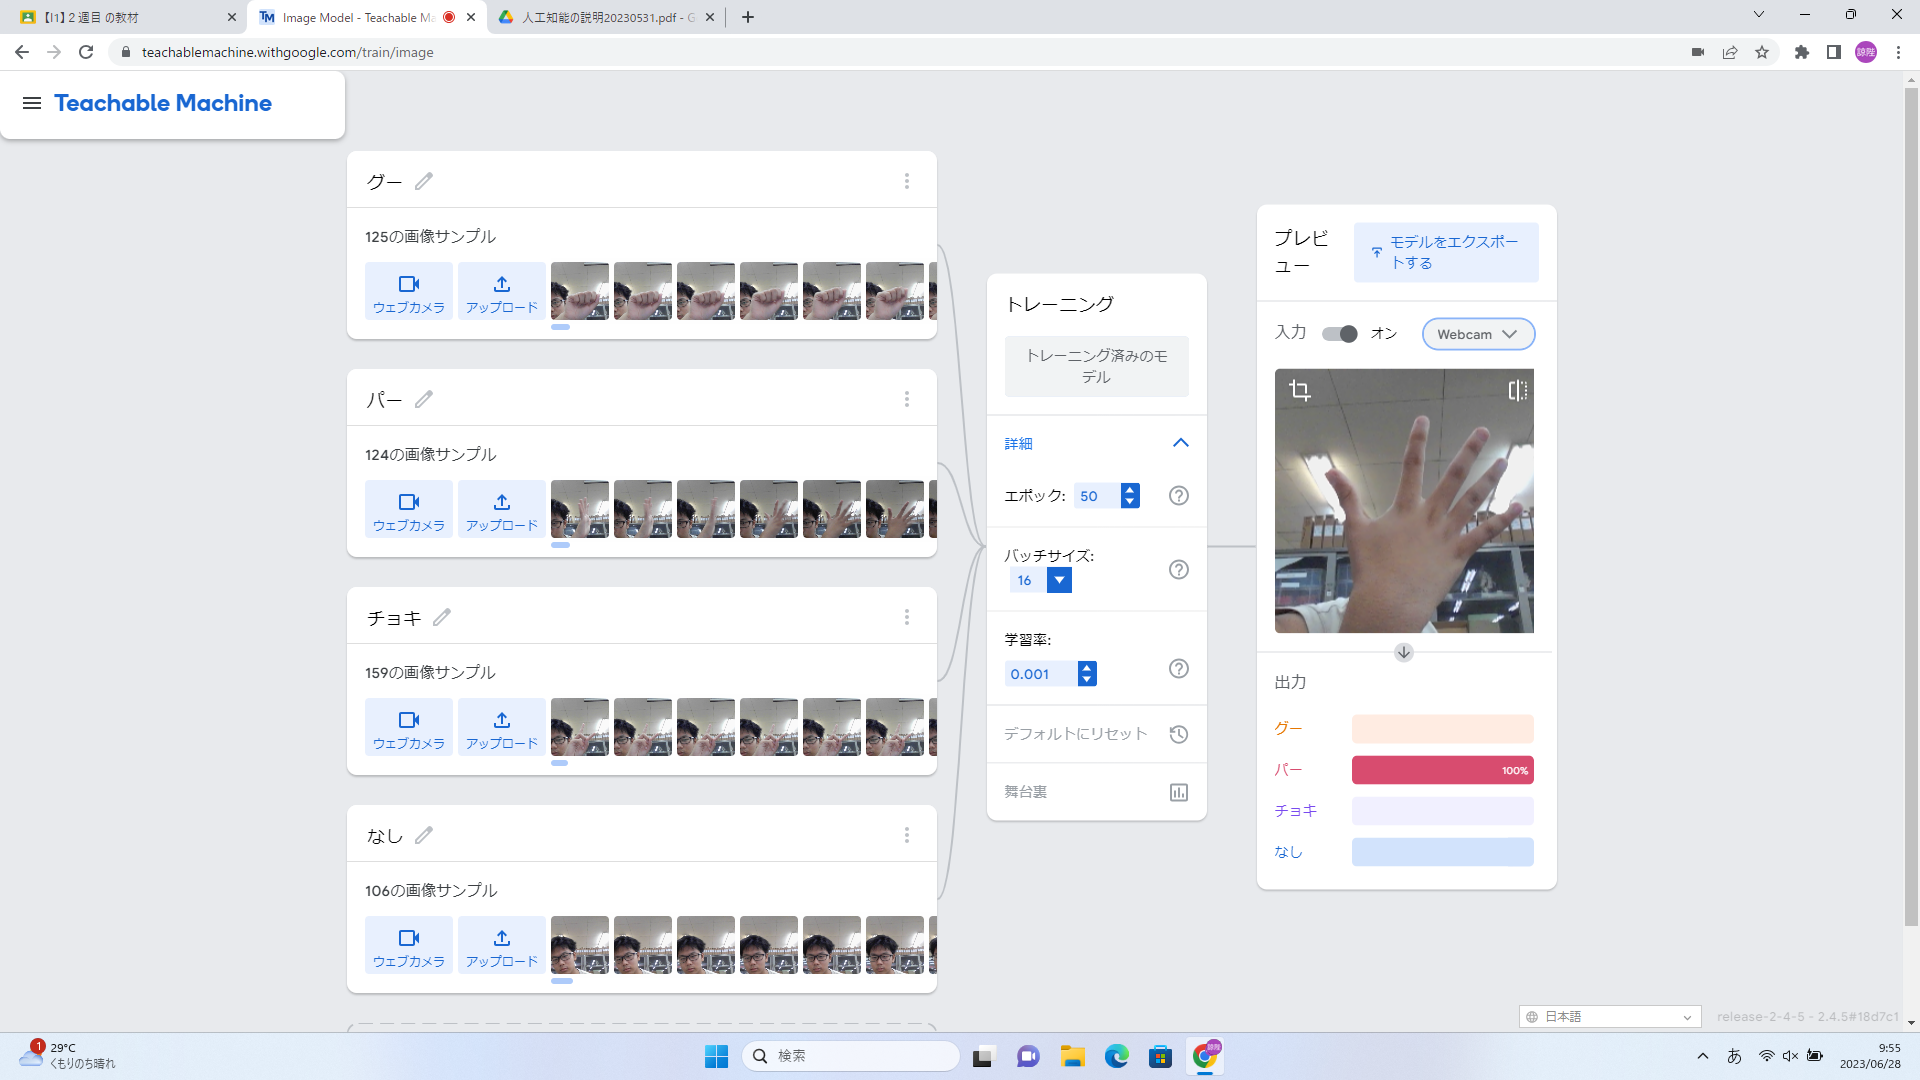 【I1】２週目 の教材
Image Model - Teachable Ma
人工知能の説明20230531.pdf - G
teachablemachine.withgoogle.com/train/image
諒陛
Teachable Machine
グー
125の画像サンプル
ウェブカメラ
アップロード
パー
124の画像サンプル
ウェブカメラ
アップロード
チョキ
159の画像サンプル
ウェブカメラ
アップロード
なし
106の画像サンプル
ウェブカメラ
アップロード
トレーニング
トレーニング済みのモ
デル
詳細
エポック: 50
バッチサイズ:
16
学習率:
0.001
デフォルトにリセット
舞台裏
プレビ
ュー
モデルをエクスポー
トする
入力 オン Webcam
出力
グー
パー 100%
チョキ
なし
日本語
release-2-4-5 - 2.4.5#18d7c1
1
29°C
くもりのち晴れ
検索
あ
9:55
2023/06/28